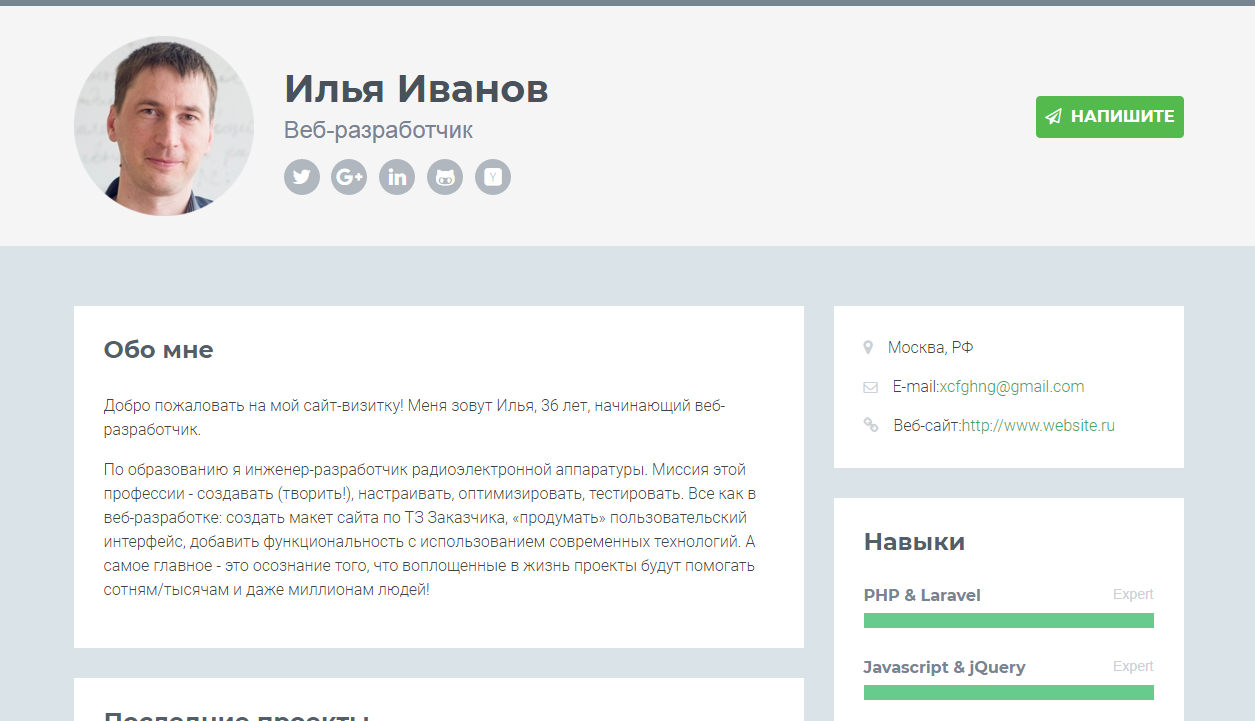 Илья Иванов
Веб-разработчик
НАПИШИТЕ
Обо мне
Добро пожаловать на мой сайт-визитку! Меня зовут Илья, 36 лет, начинающий веб-
разработчик.
По образованию я инженер-разработчик радиоэлектронной аппаратуры. Миссия этой
профессии - создавать (творить!), настраивать, оптимизировать, тестировать. Все как в
веб-разработке: создать макет сайта по ТЗ Заказчика, «продумать» пользовательский
интерфейс, добавить функциональность с использованием современных технологий. А
самое главное - это осознание того, что воплощенные в жизнь проекты будут помогать
сотням/тысячам и даже миллионам людей!
Последние проекты
Москва, РФ
E-mail:xcfghng@gmail.com
Веб-сайт:http://www.website.ru
Навыки
PHP & Laravel Expert
Javascript & jQuery Expert